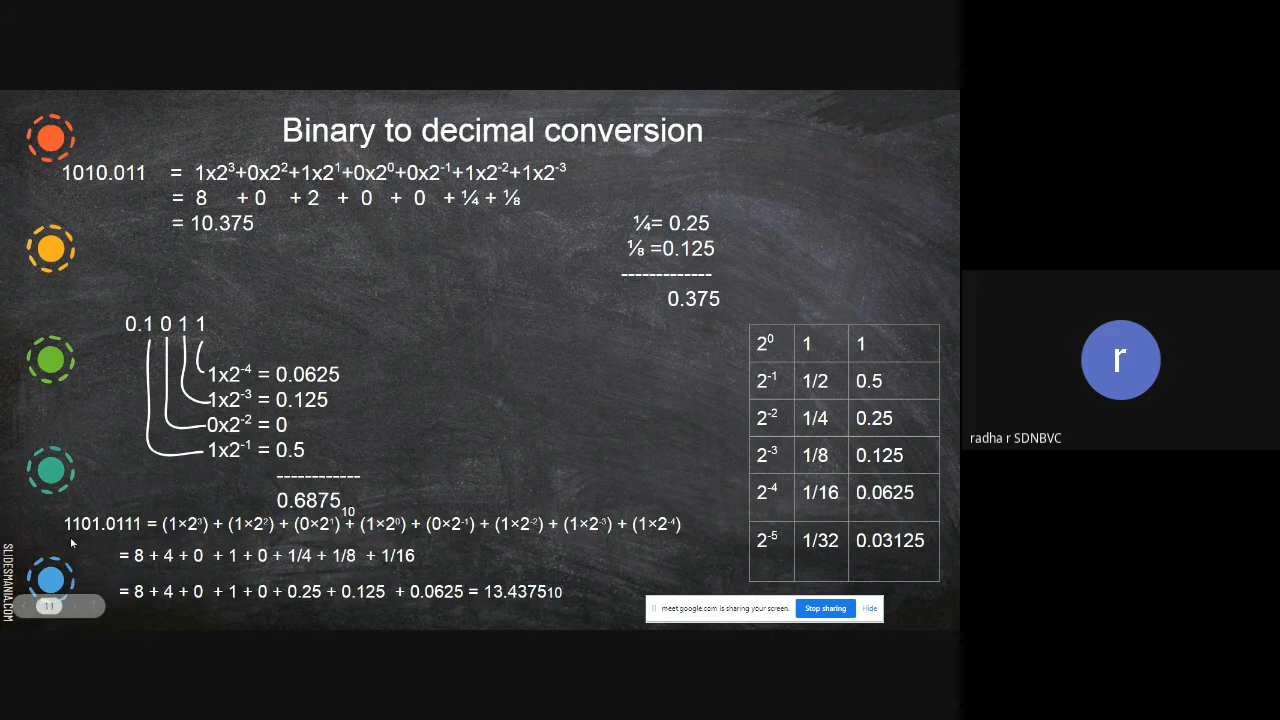 Binary to decimal conversion
1010.011 = 1x2³+0x2²+1x2¹+0x2⁰+0x2⁻¹+1x2⁻²+1x2⁻³
= 8 + 0 + 2 + 0 + 0 + ¼ + ⅛
= 10.375
¼= 0.25
⅛ =0.125
-------------
0.375
0.1 0 1 1
1x2⁻⁴ = 0.0625
1x2⁻³ = 0.125
0x2⁻² = 0
1x2⁻¹ = 0.5
------------
0.6875₁₀
1101.0111 = (1×2³) + (1×2²) + (0×2¹) + (1×2⁰) + (0×2⁻¹) + (1×2⁻²) + (1×2⁻³) + (1×2⁻⁴)
= 8 + 4 + 0 + 1 + 0 + 1/4 + 1/8 + 1/16
= 8 + 4 + 0 + 1 + 0 + 0.25 + 0.125 + 0.0625 = 13.4375₁₀
2⁰ 1 1
2⁻¹ 1/2 0.5
2⁻² 1/4 0.25
2⁻³ 1/8 0.125
2⁻⁴ 1/16 0.0625
2⁻⁵ 1/32 0.03125
SLIDESMANIA.COM
11
meet.google.com is sharing your screen. Stop sharing Hide
r
radha r SDNBVC